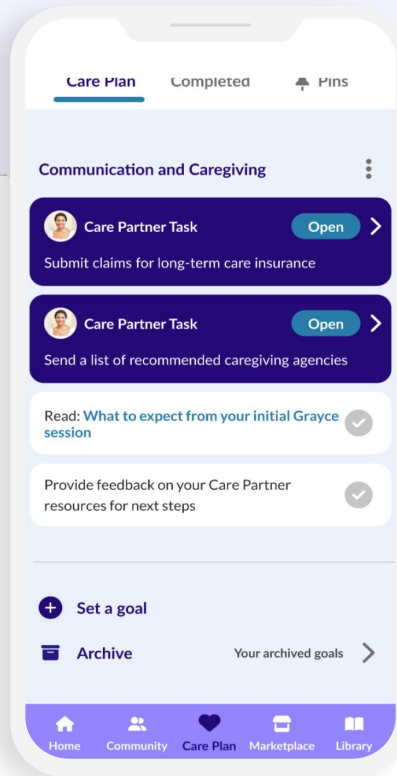 Care Plan Completed Pins
Communication and Caregiving
Care Partner Task Open
Submit claims for long-term care insurance
Care Partner Task Open
Send a list of recommended caregiving agencies
Read: What to expect from your initial Grayce
session
Provide feedback on your Care Partner
resources for next steps
Set a goal
Archive Your archived goals
Home Community Care Plan Marketplace Library